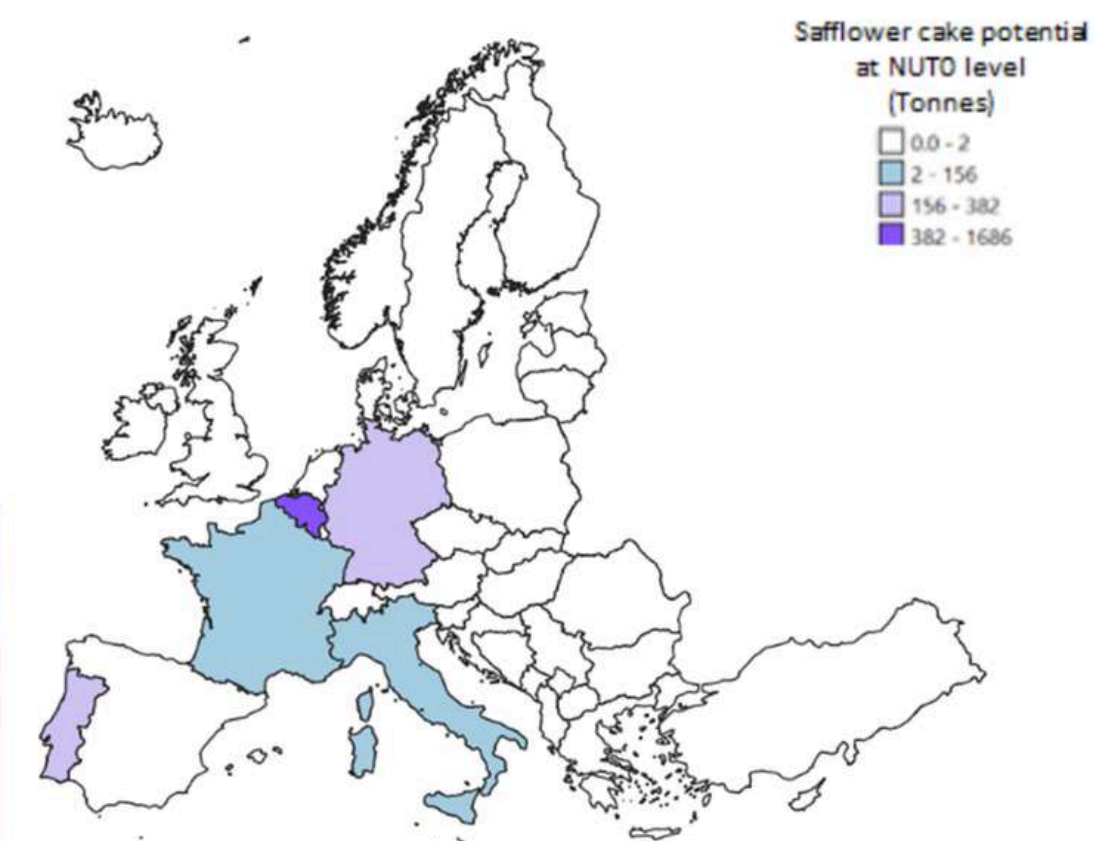 Safflower cake potential
at NUT0 level
(Tonnes)
0.0 - 2
2 - 156
156 - 382
382 - 1686